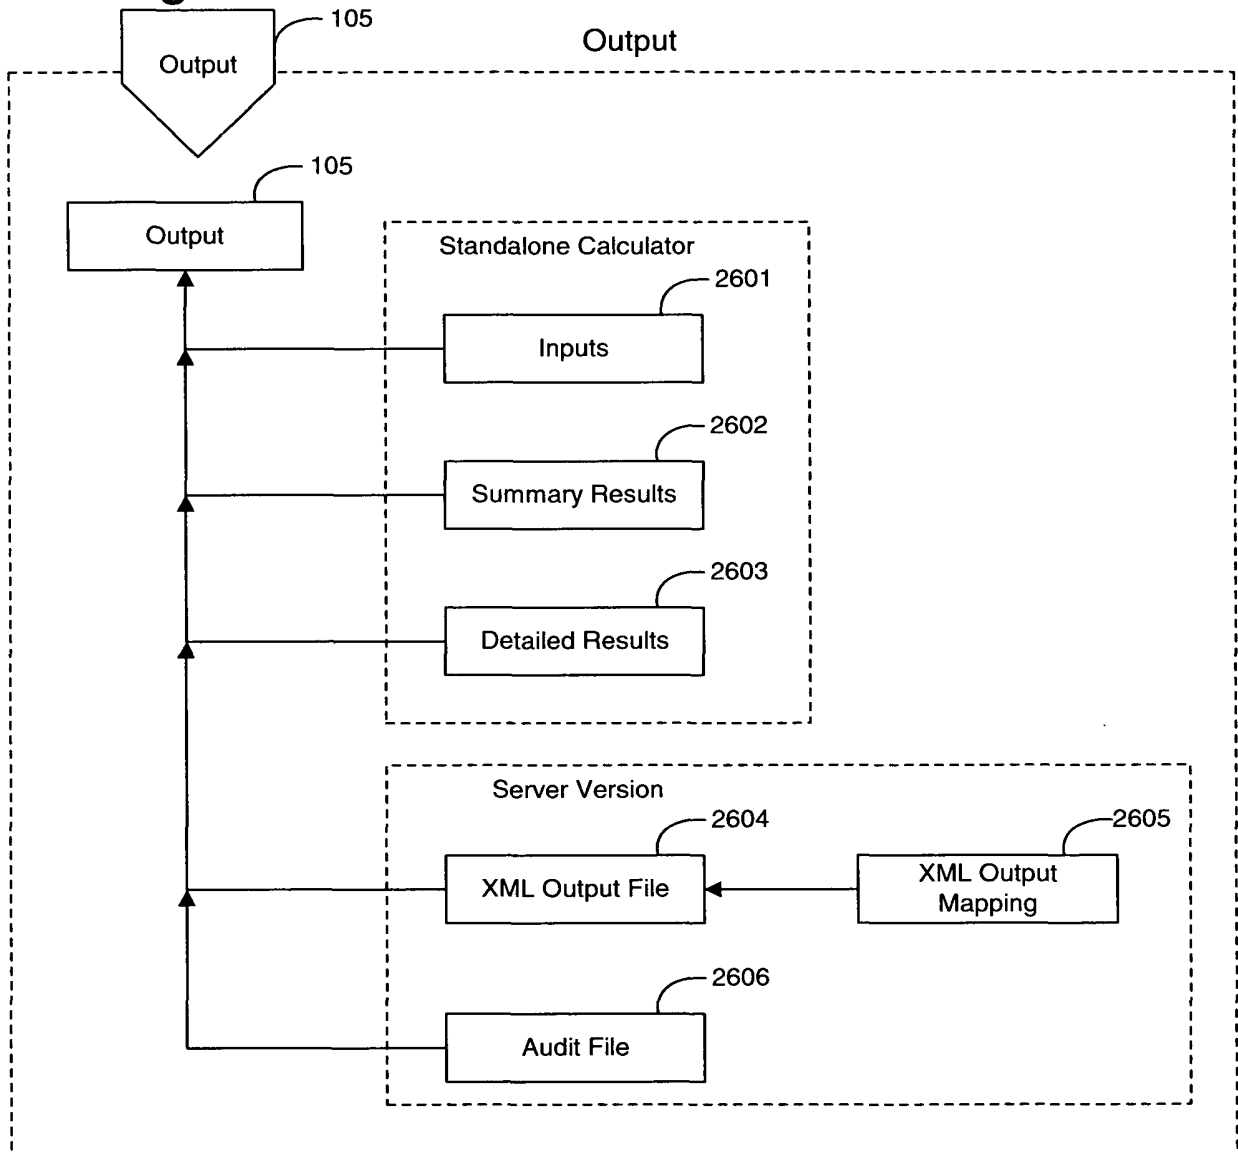 105
Output
Output
105
Output
Standalone Calculator
2601
Inputs
2602
Summary Results
2603
Detailed Results
Server Version
2604
2605
XML Output File
XML Output
Mapping
2606
Audit File